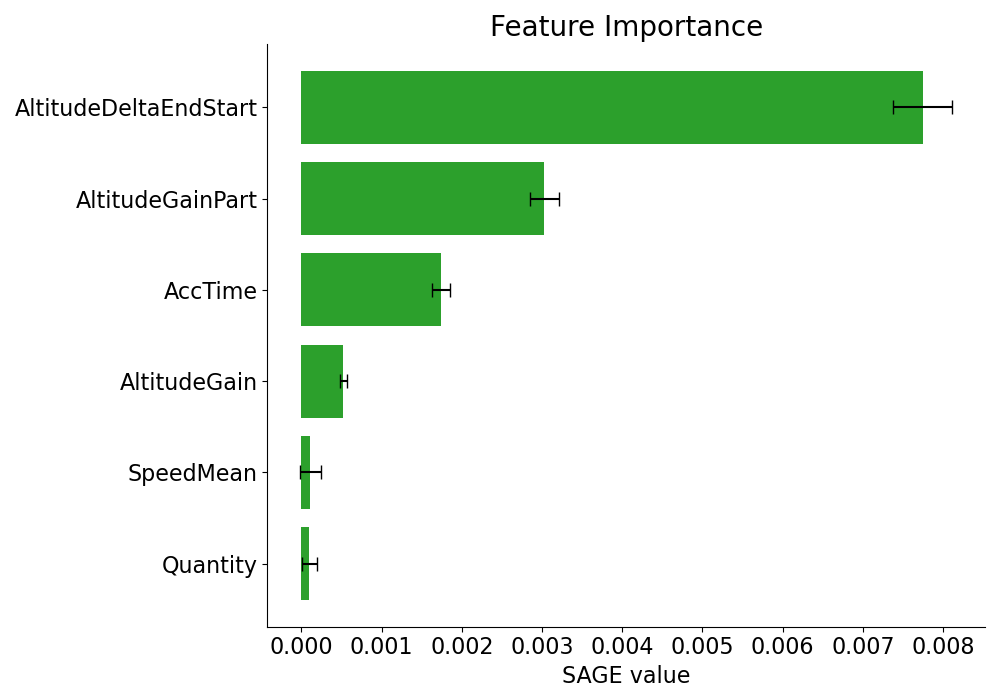 Feature Importance
AltitudeDeltaEndStart
AltitudeGainPart
AccTime
AltitudeGain
SpeedMean
Quantity
0.000 0.001 0.002 0.003 0.004 0.005 0.006 0.007 0.008
SAGE value